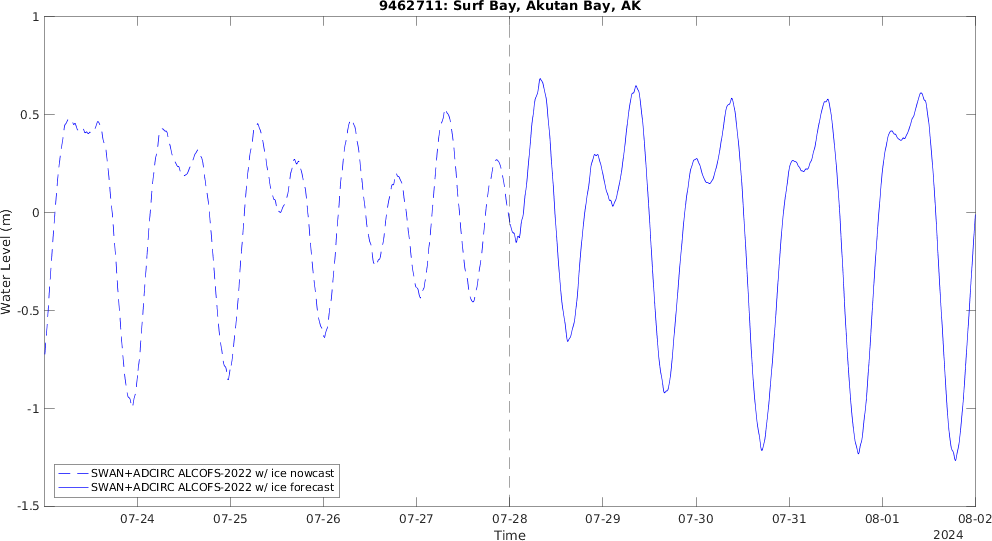 9462711: Surf Bay, Akutan Bay, AK
Water Level (m)
1
0.5
0
-0.5
-1
-1.5
SWAN+ADCIRC ALCOFS-2022 w/ ice nowcast
SWAN+ADCIRC ALCOFS-2022 w/ ice forecast
07-24 07-25 07-26 07-27 07-28 07-29 07-30 07-31 08-01 08-02
Time
2024